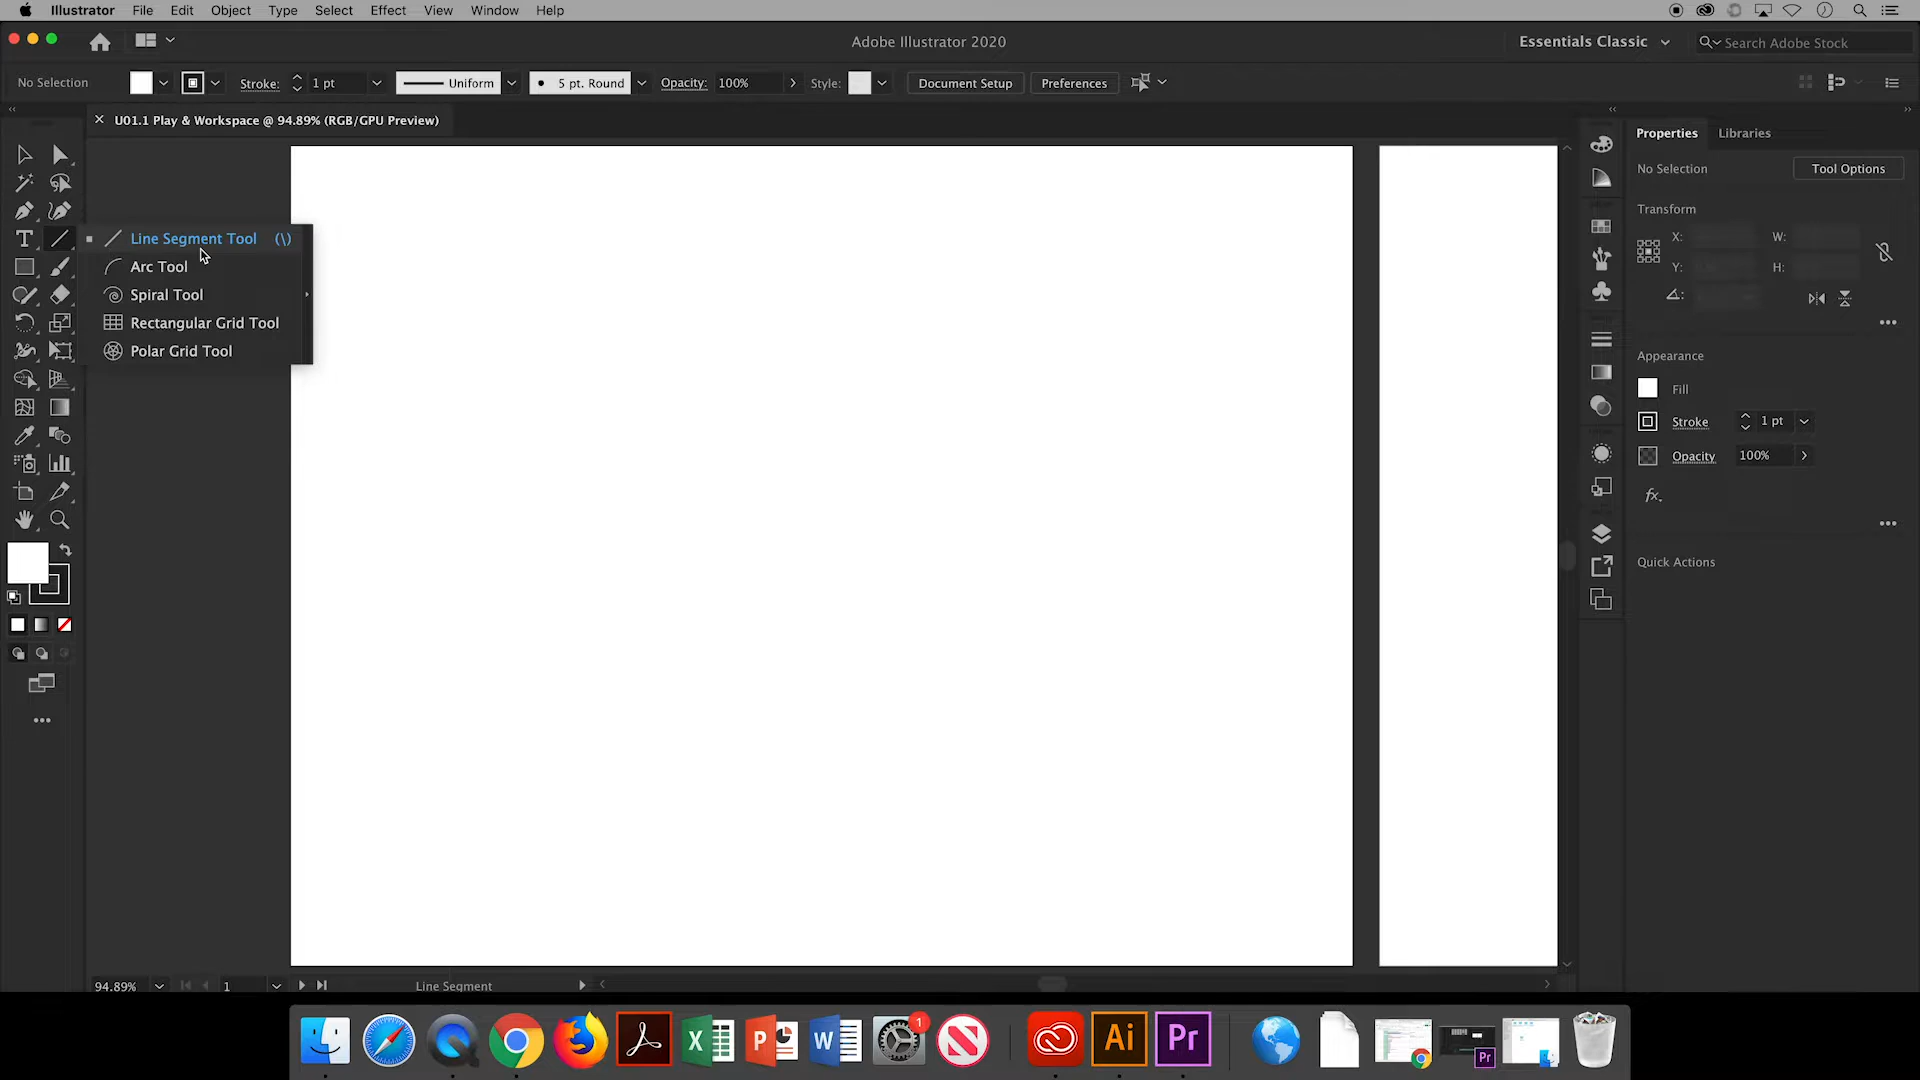 Illustrator File Edit Object Type Select Effect View Window Help
Adobe Illustrator 2020
Essentials Classic
Search Adobe Stock
No Selection
Stroke: 1 pt
Uniform
5 pt. Round
Opacity: 100%
Style:
Document Setup
Preferences
U01.1 Play & Workspace @ 94.89% (RGB/GPU Preview)
Line Segment Tool (\)
Arc Tool
Spiral Tool
Rectangular Grid Tool
Polar Grid Tool
T
Properties Libraries
No Selection
Tool Options
Transform
X: W:
Y: H:
Appearance
Fill
Stroke 1 pt
Opacity 100%
fx.
Quick Actions
94.89%
1
Line Segment
X
P
W
1
Ai
Pr
Pr